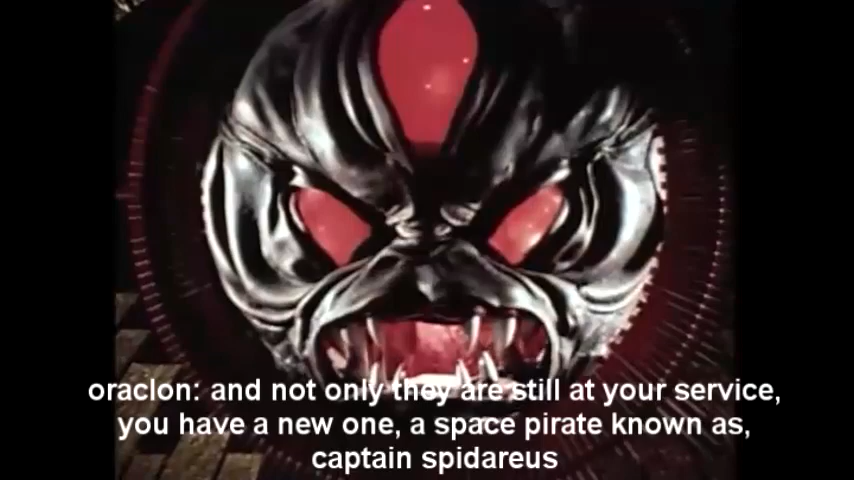 oraclon: and not only they are still at your service,
you have a new one, a space pirate known as,
captain spidareus